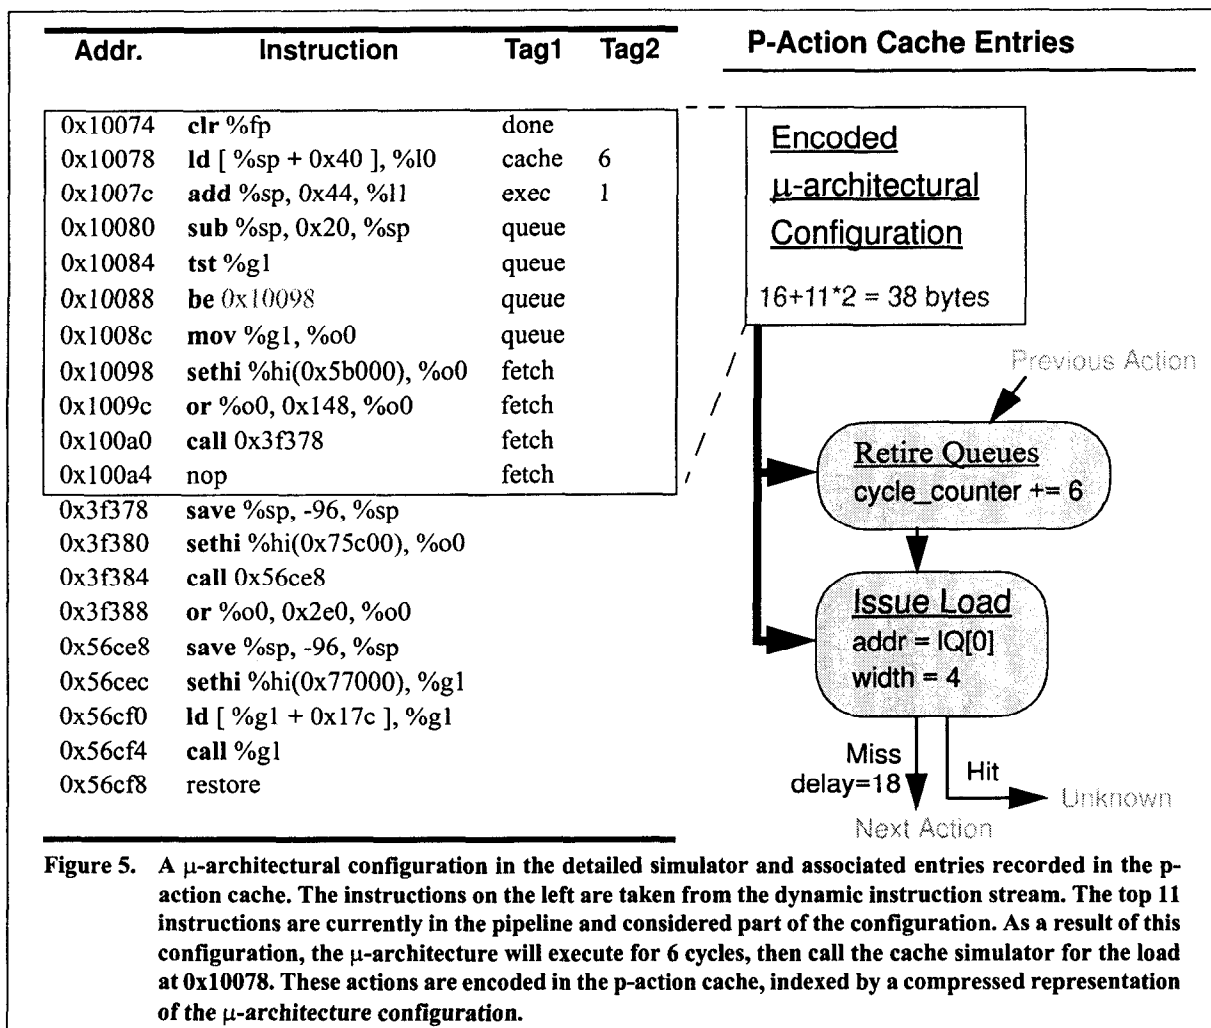 Addr. Instruction Tag1 Tag2
0x10074 clr %fp done
0x10078 ld [ %sp + 0x40 ], %l0 cache 6
0x1007c add %sp, 0x44, %l1 exec 1
0x10080 sub %sp, 0x20, %sp queue
0x10084 tst %g1 queue
0x10088 be 0x10098 queue
0x1008c mov %g1, %o0 queue
0x10098 sethi %hi(0x5b000), %o0 fetch
0x1009c or %o0, 0x148, %o0 fetch
0x100a0 call 0x3f378 fetch
0x100a4 nop fetch
0x3f378 save %sp, -96, %sp
0x3f380 sethi %hi(0x75c00), %o0
0x3f384 call 0x56ce8
0x3f388 or %o0, 0x2e0, %o0
0x56ce8 save %sp, -96, %sp
0x56cec sethi %hi(0x77000), %g1
0x56cf0 ld [ %g1 + 0x17c ], %g1
0x56cf4 call %g1
0x56cf8 restore
P-Action Cache Entries
Encoded
μ-architectural
Configuration
16+11*2 = 38 bytes
Previous Action
Retire Queues
cycle_counter += 6
Issue Load
addr = IQ[0]
width = 4
Miss
delay=18
Hit
Unknown
Next Action
Figure 5. A μ-architectural configuration in the detailed simulator and associated entries recorded in the p-
action cache. The instructions on the left are taken from the dynamic instruction stream. The top 11
instructions are currently in the pipeline and considered part of the configuration. As a result of this
configuration, the μ-architecture will execute for 6 cycles, then call the cache simulator for the load
at 0x10078. These actions are encoded in the p-action cache, indexed by a compressed representation
of the μ-architecture configuration.